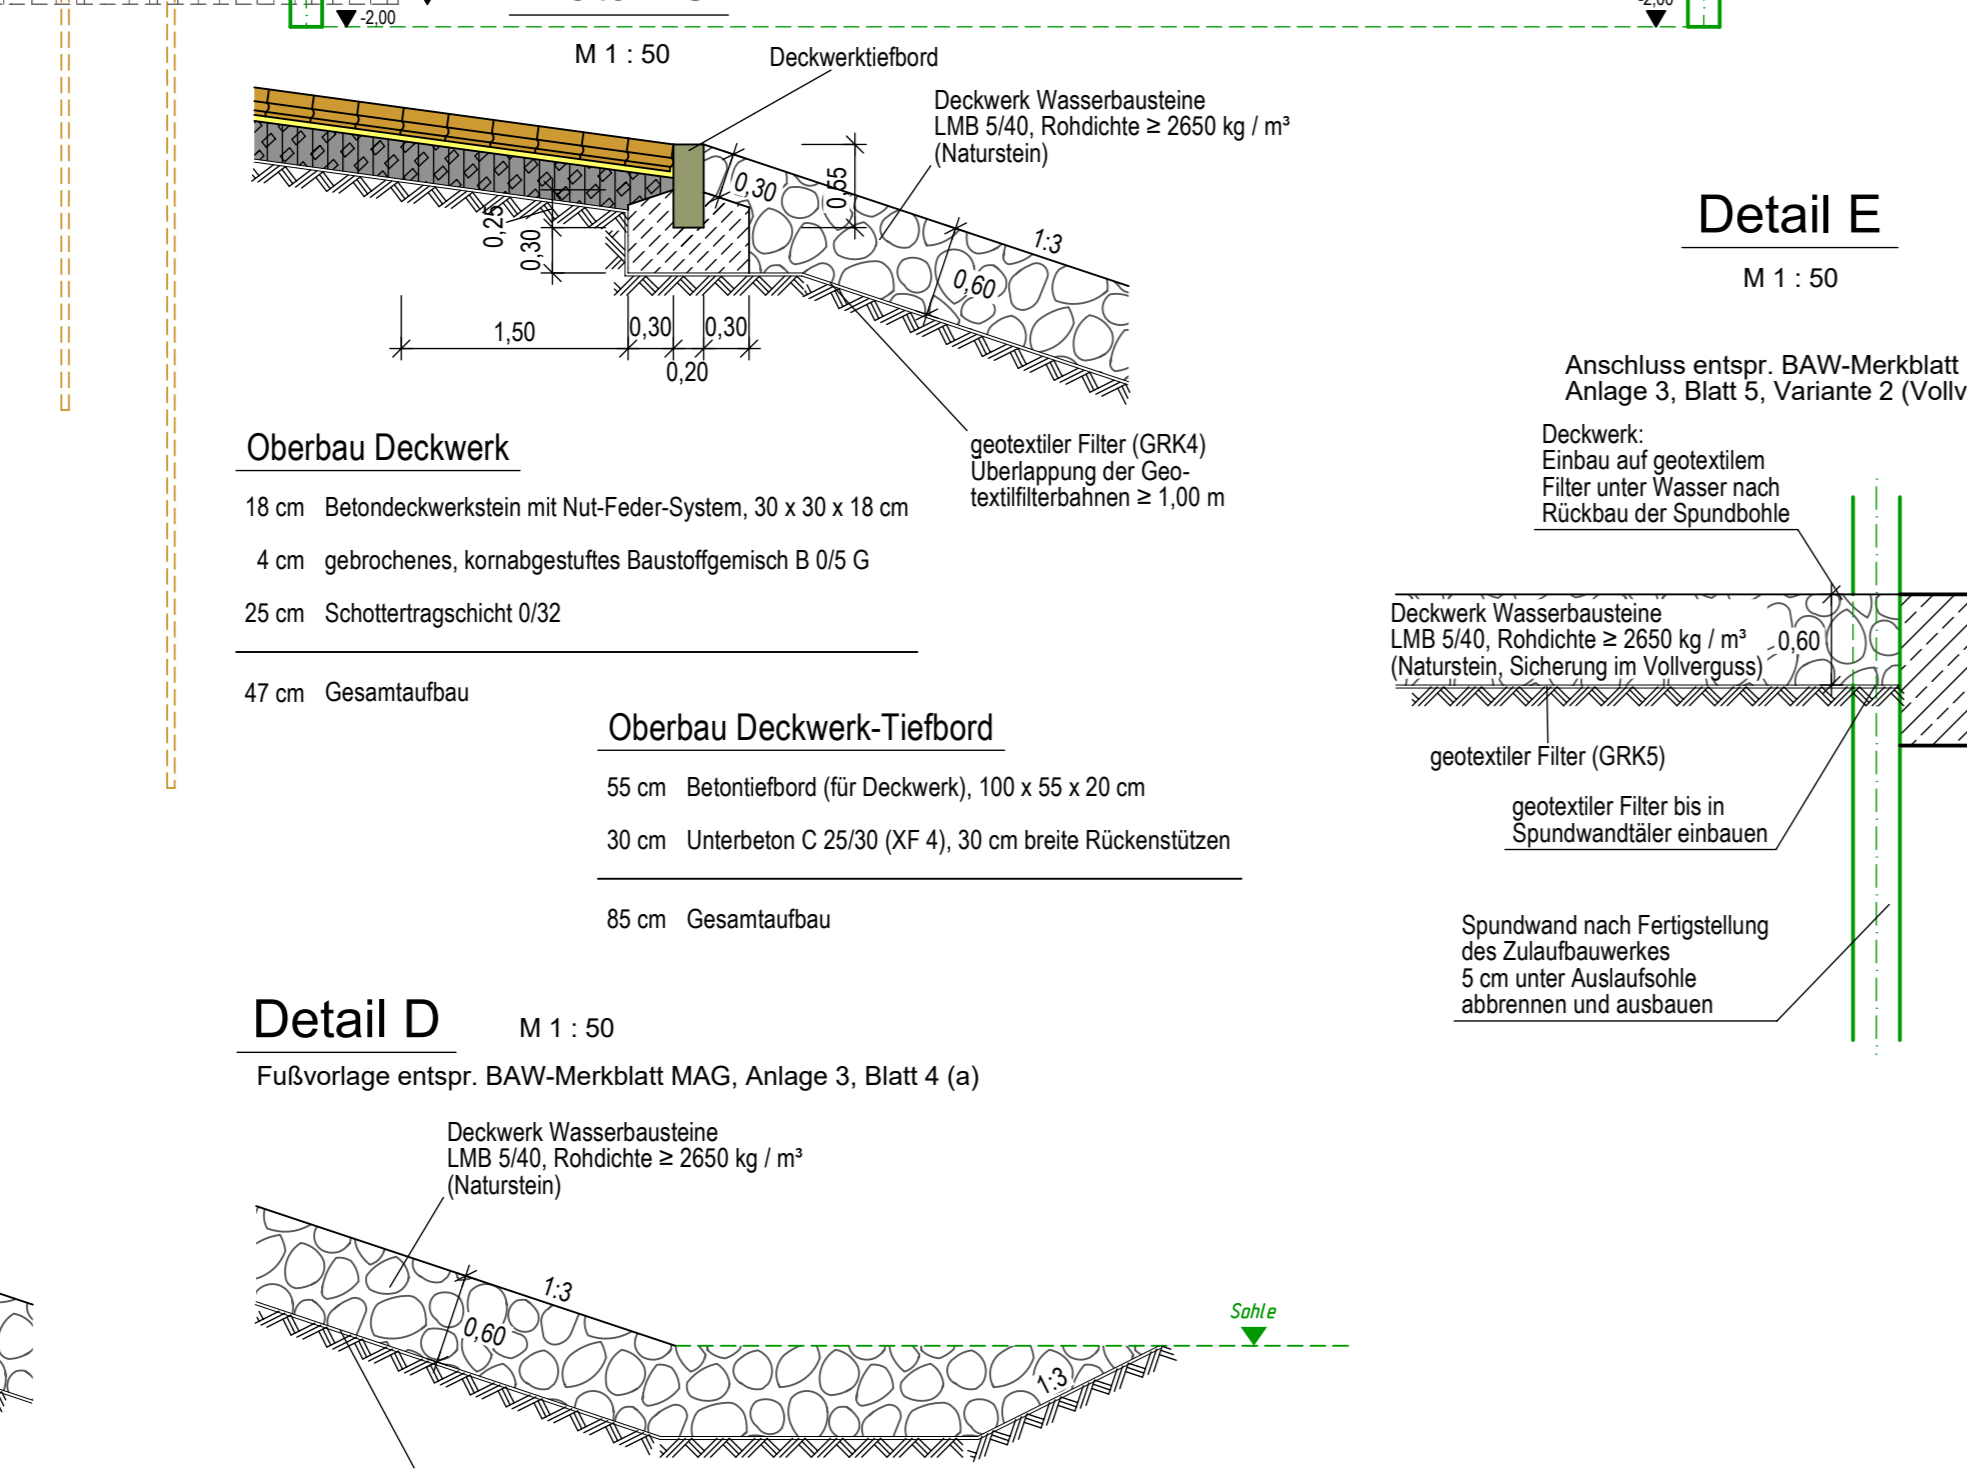 -2,00
-2,00
M 1 : 50
Deckwerktiefbord
Deckwerk Wasserbausteine
LMB 5/40, Rohdichte ≥ 2650 kg / m³
(Naturstein)
0,30
0,55
1:3
0,25
0,30
0,60
1,50
0,30
0,30
0,20
geotextiler Filter (GRK4)
Überlappung der Geo-
textilfilterbahnen ≥ 1,00 m
Oberbau Deckwerk
18 cm Betondeckwerkstein mit Nut-Feder-System, 30 x 30 x 18 cm
4 cm gebrochenes, kornabgestuftes Baustoffgemisch B 0/5 G
25 cm Schottertragschicht 0/32
47 cm Gesamtaufbau
Oberbau Deckwerk-Tiefbord
55 cm Betontiefbord (für Deckwerk), 100 x 55 x 20 cm
30 cm Unterbeton C 25/30 (XF 4), 30 cm breite Rückenstützen
85 cm Gesamtaufbau
Detail E
M 1 : 50
Anschluss entspr. BAW-Merkblatt
Anlage 3, Blatt 5, Variante 2
Deckwerk:
Einbau auf geotextilem
Filter unter Wasser nach
Rückbau der Spundbohle
Deckwerk Wasserbausteine
LMB 5/40, Rohdichte ≥ 2650 kg / m³
(Naturstein, Sicherung im Vollverguss)
0,60
geotextiler Filter (GRK5)
geotextiler Filter bis in
Spundwandtäler einbauen
Spundwand nach Fertigstellung
des Zulaufbauwerkes
5 cm unter Auslaufsohle
abbrennen und ausbauen
Detail D
M 1 : 50
Fußvorlage entspr. BAW-Merkblatt MAG, Anlage 3, Blatt 4 (a)
Deckwerk Wasserbausteine
LMB 5/40, Rohdichte ≥ 2650 kg / m³
(Naturstein)
1:3
0,60
Sohle
1:3